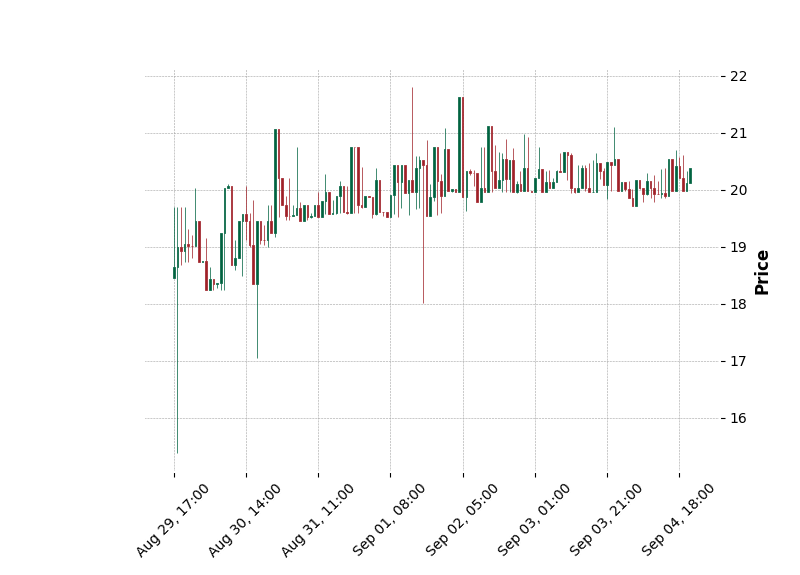 22
21
20
19
18
17
16
Price
Aug 29, 17:00
Aug 30, 14:00
Aug 31, 11:00
Sep 01, 08:00
Sep 02, 05:00
Sep 03, 01:00
Sep 03, 21:00
Sep 04, 18:00